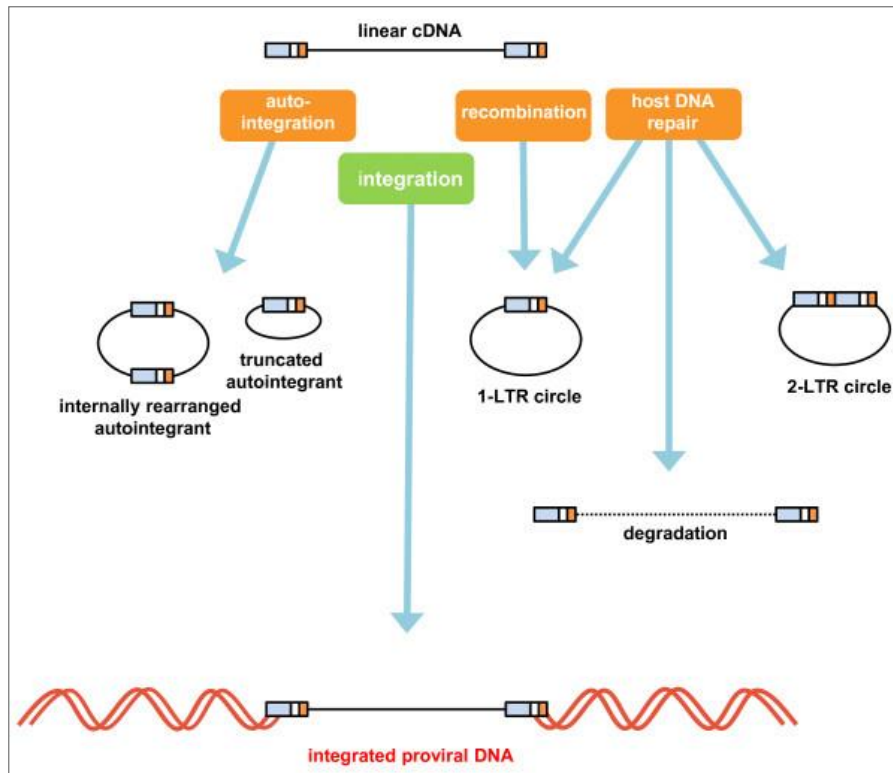 linear cDNA
auto-
integration
recombination
host DNA
repair
integration
truncated
autointegrant
internally rearranged
autointegrant
1-LTR circle
2-LTR circle
degradation
integrated proviral DNA